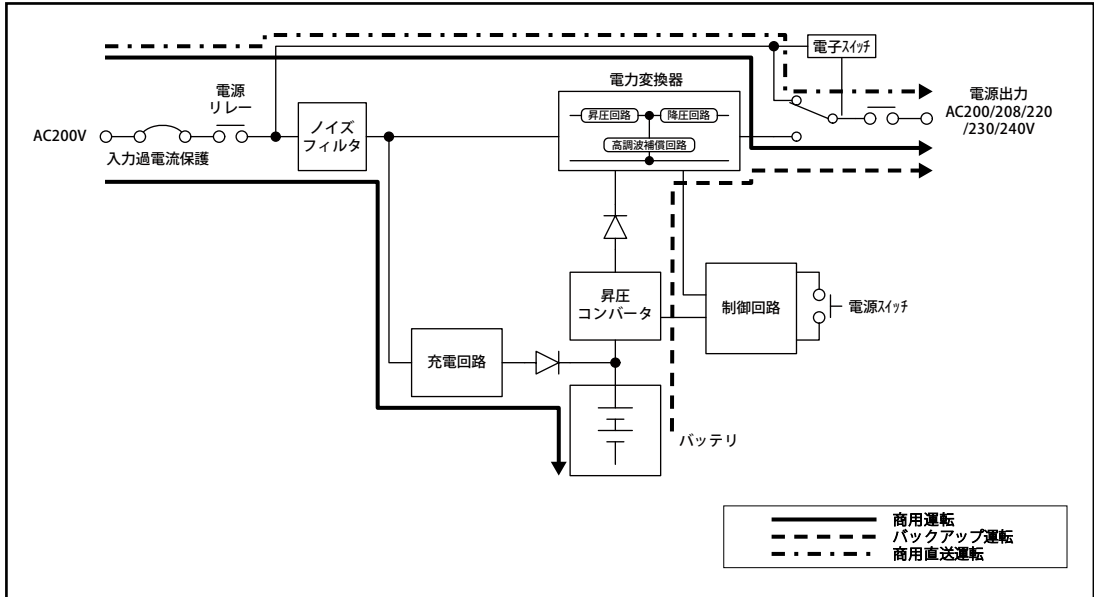 電子スイッチ
電力変換器
電源
リレー
昇圧回路
降圧回路
電源出力
AC200/208/220
/230/240V
AC200V
ノイズ
フィルタ
高調波補償回路
入力過電流保護
昇圧
コンバータ
制御回路
電源スイッチ
充電回路
バッテリ
商用運転
バックアップ運転
商用直送運転